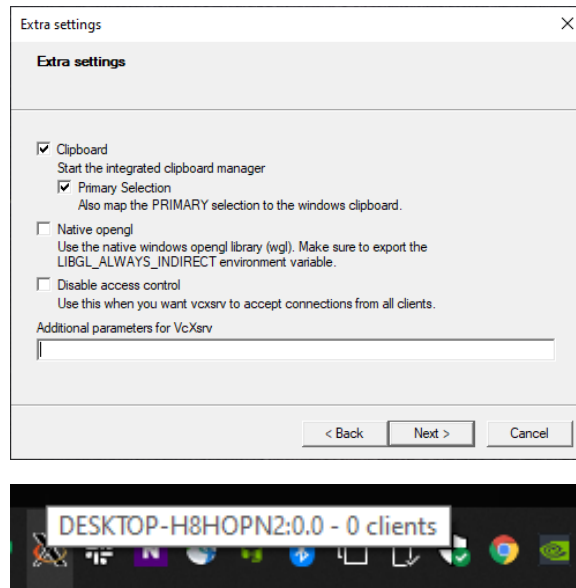 Extra settings
Extra settings
Clipboard
Start the integrated clipboard manager
Primary Selection
Also map the PRIMARY selection to the windows clipboard.
Native opengl
Use the native windows opengl library (wgl). Make sure to export the
LIBGL_ALWAYS_INDIRECT environment variable.
Disable access control
Use this when you want vcxsrv to accept connections from all clients.
Additional parameters for VcXsrv
< Back Next > Cancel
DESKTOP-H8HOPN2:0.0 - 0 clients
N